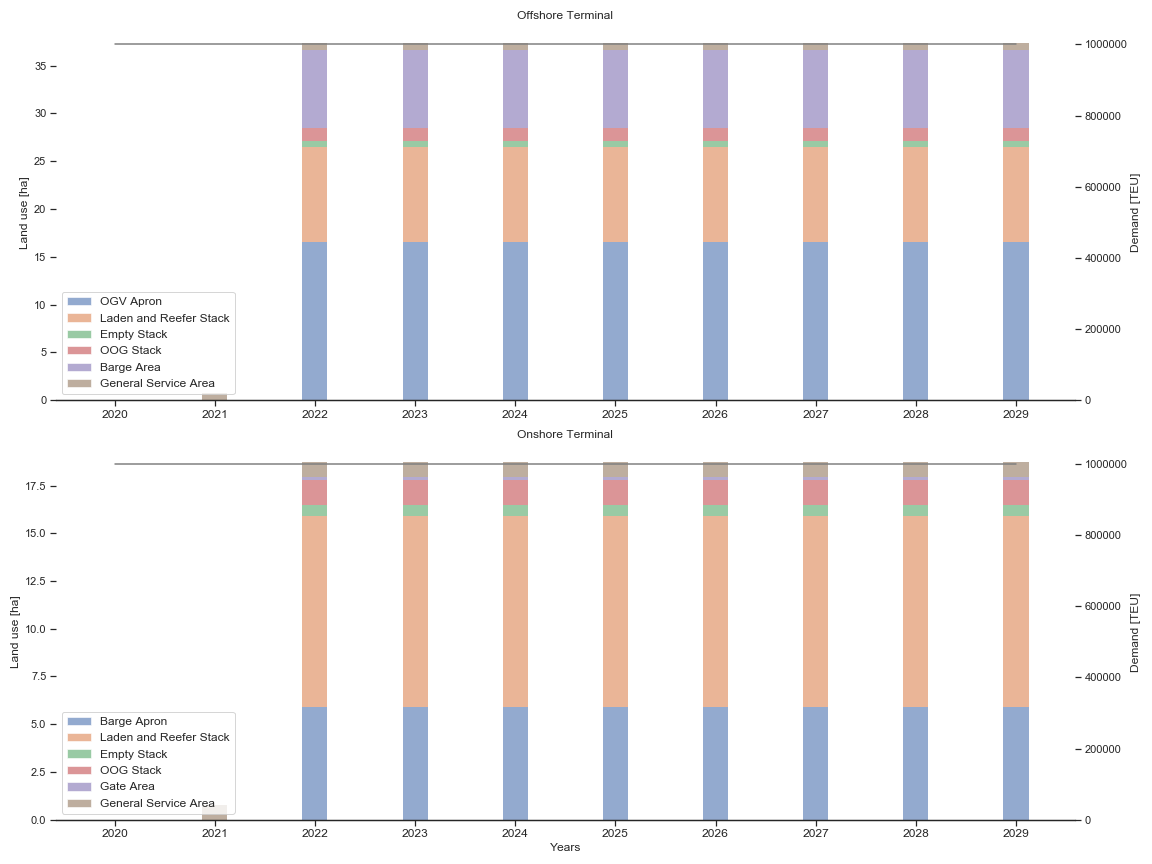 Offshore Terminal
35
30
25
20
15
10
5
0
Land use [ha]
1000000
800000
600000
400000
200000
0
Demand [TEU]
OGV Apron
Laden and Reefer Stack
Empty Stack
OOG Stack
Barge Area
General Service Area
2020 2021 2022 2023 2024 2025 2026 2027 2028 2029
Onshore Terminal
17.5
15.0
12.5
10.0
7.5
5.0
2.5
0.0
Land use [ha]
1000000
800000
600000
400000
200000
0
Demand [TEU]
Barge Apron
Laden and Reefer Stack
Empty Stack
OOG Stack
Gate Area
General Service Area
2020 2021 2022 2023 2024 2025 2026 2027 2028 2029
Years